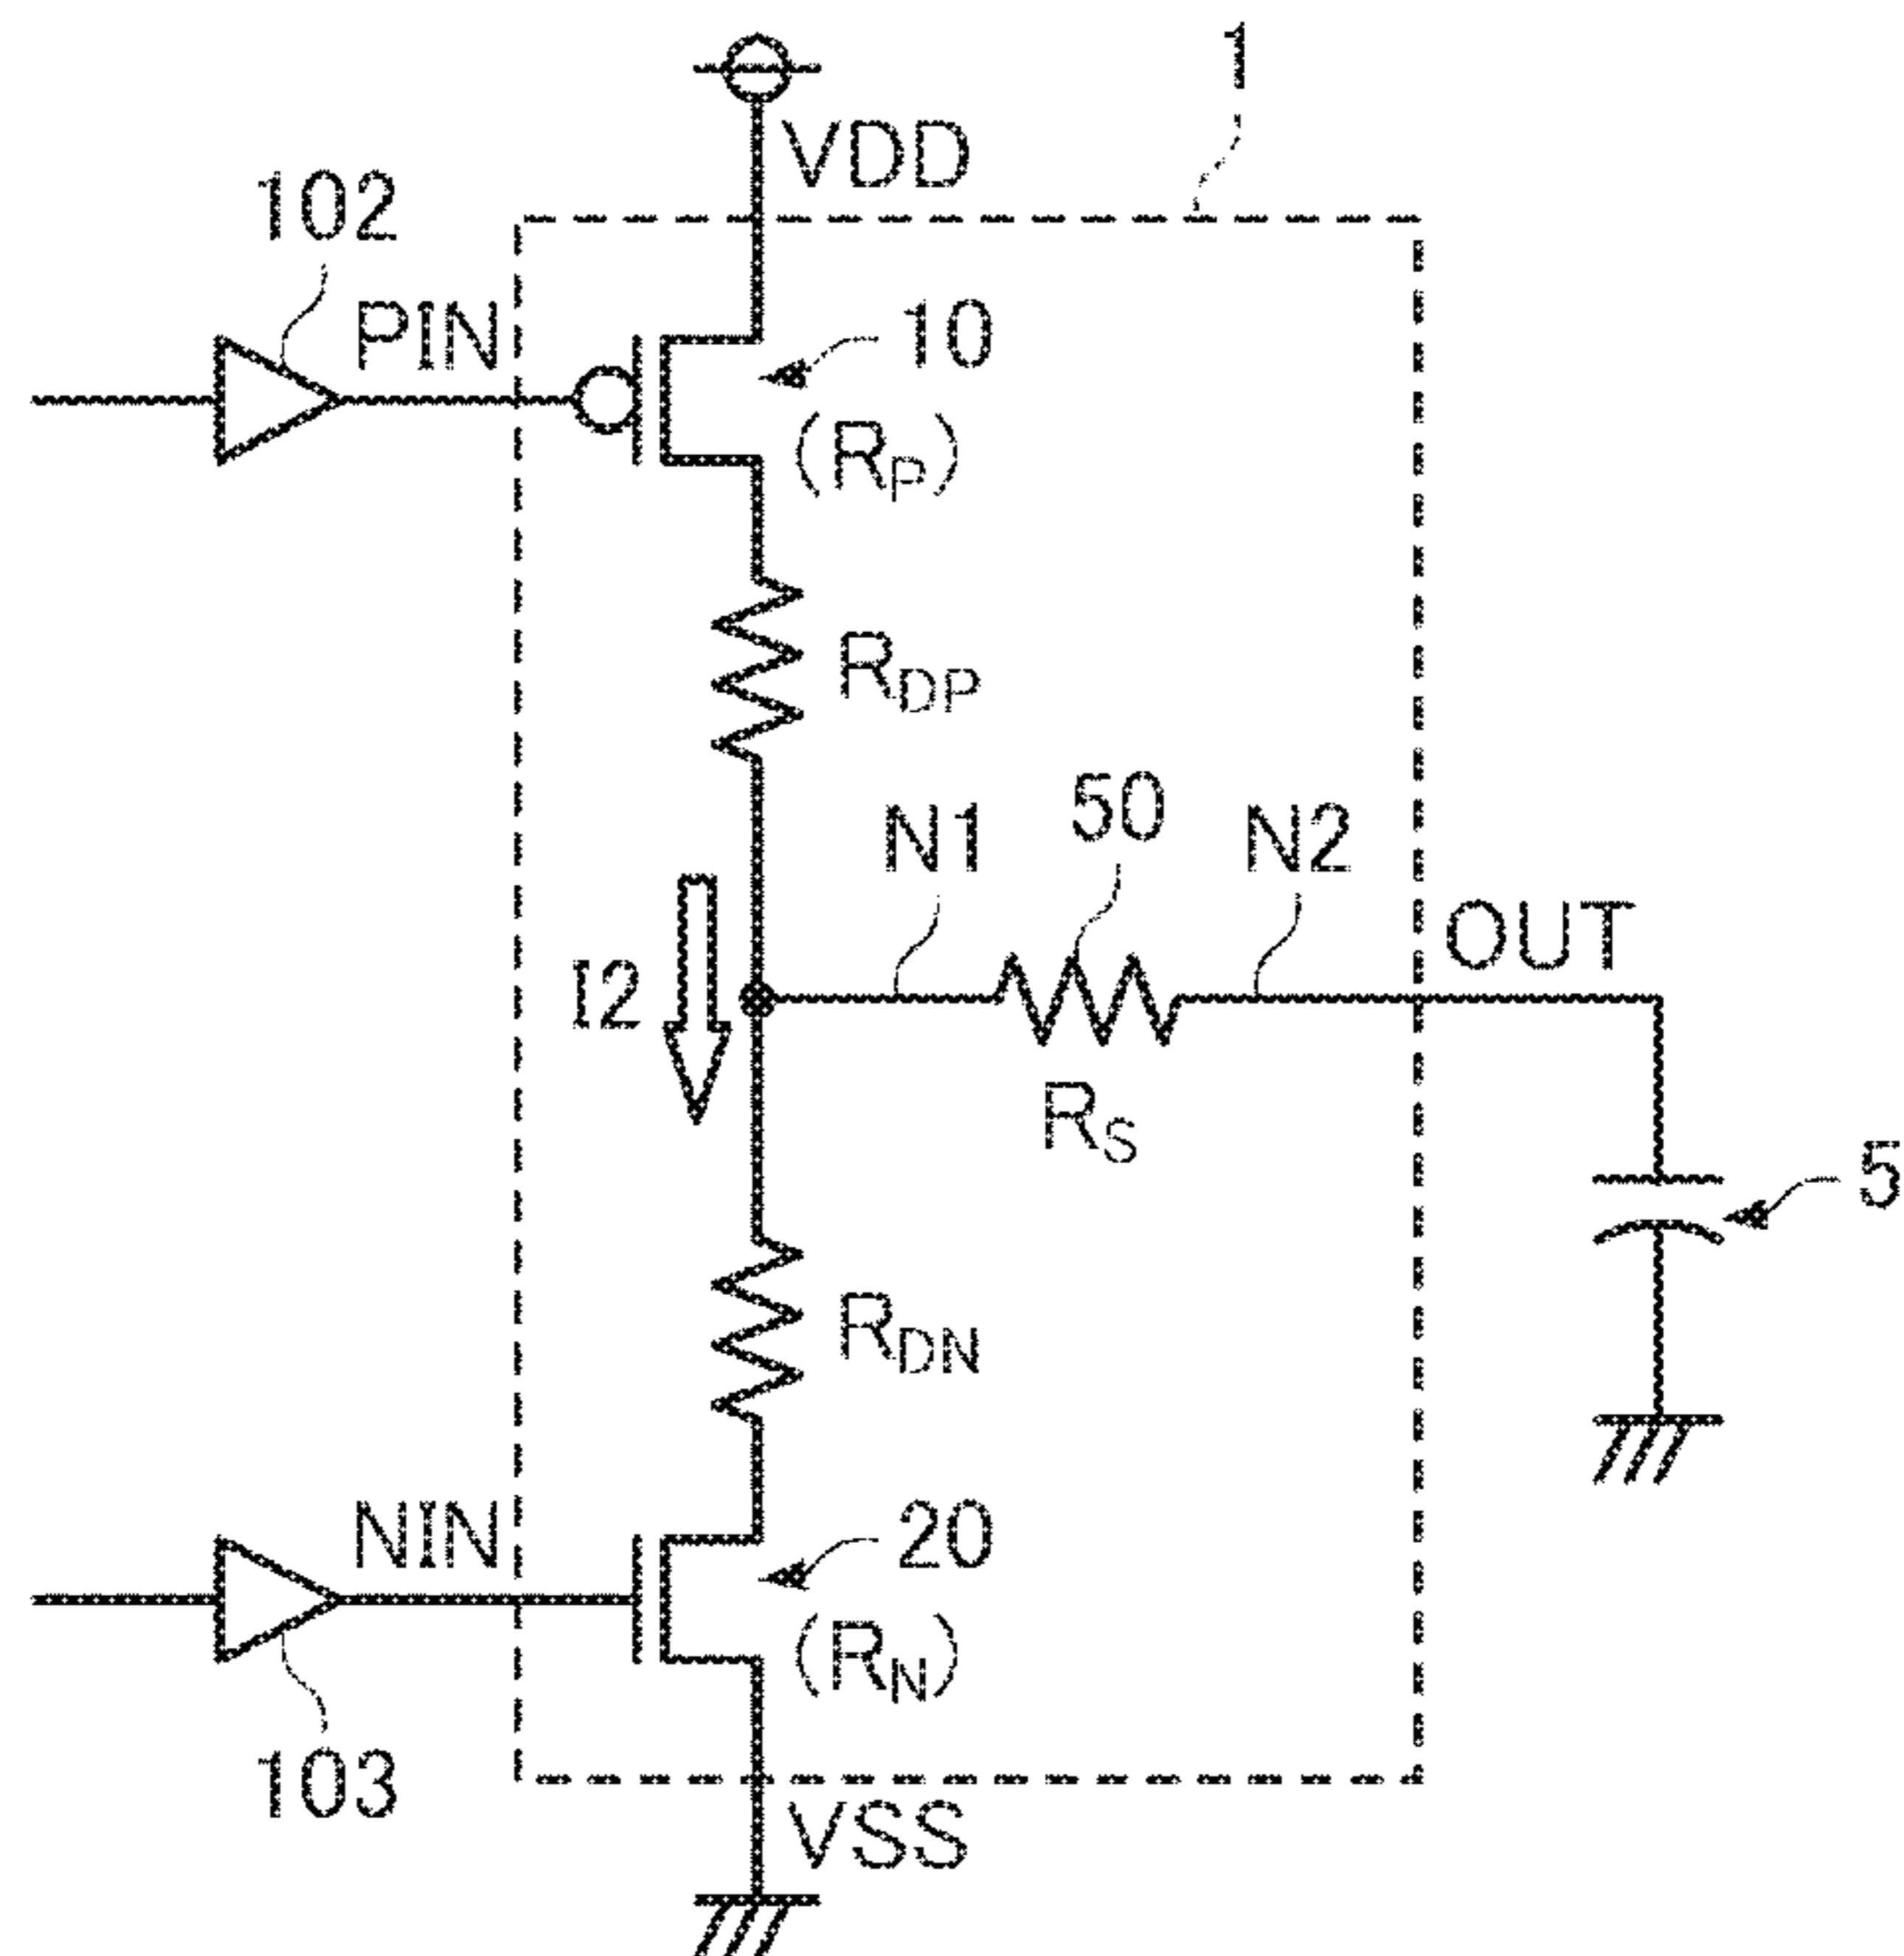 1
VDD
102
PIN
10
(RP)
RDP
N1
50
N2
OUT
I2
RS
5
RDN
NIN
20
(RN)
103
VSS